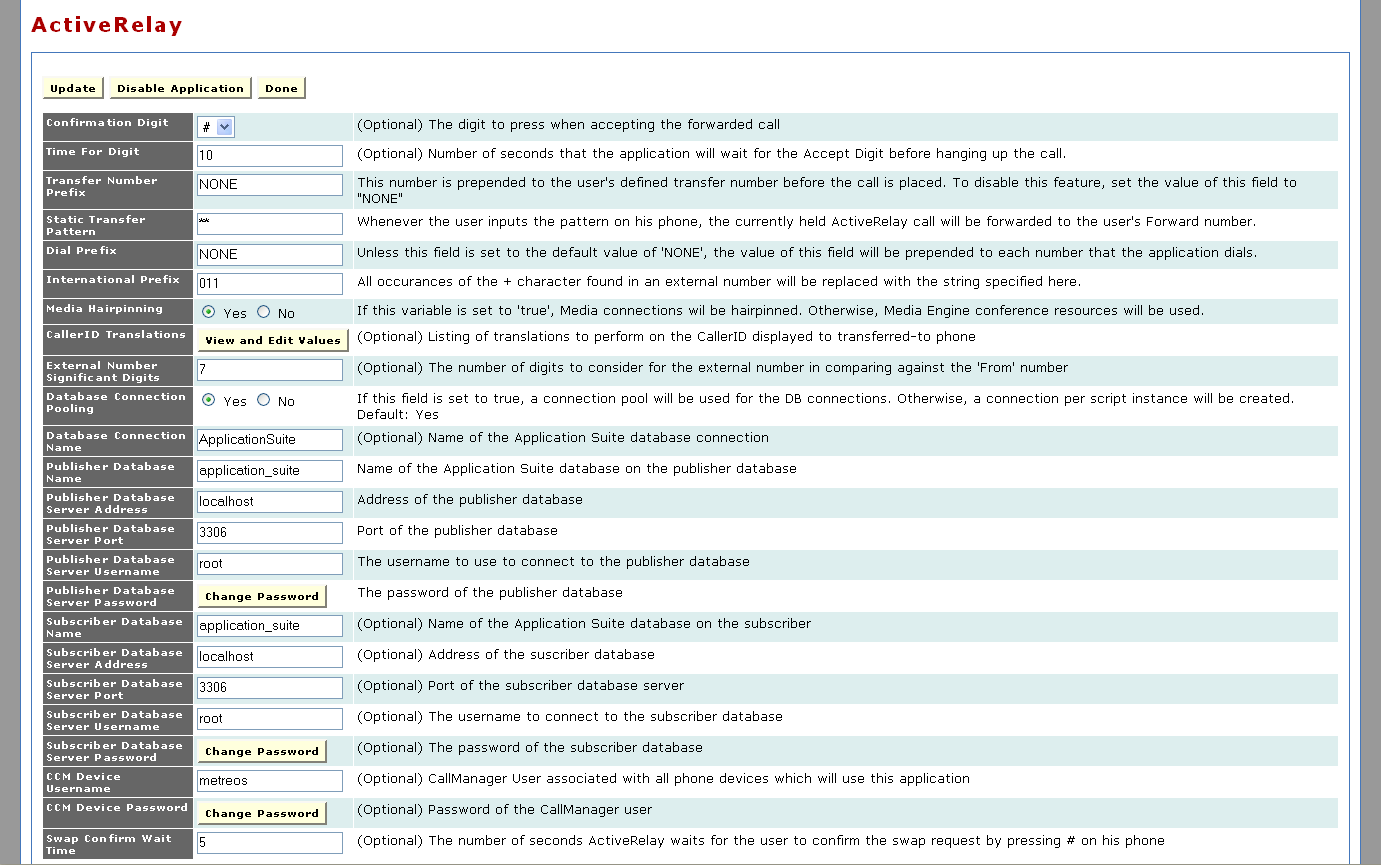 ActiveRelay
Update Disable Application Done
Confirmation Digit # (Optional) The digit to press when accepting the forwarded call
Time For Digit 10 (Optional) Number of seconds that the application will wait for the Accept Digit before hanging up the call.
Transfer Number
Prefix NONE This number is prepended to the user's defined transfer number before the call is placed. To disable this feature, set the value of this field to
"NONE"
Static Transfer
Pattern ** Whenever the user inputs the pattern on his phone, the currently held ActiveRelay call will be forwarded to the user's Forward number.
Dial Prefix NONE Unless this field is set to the default value of 'NONE', the value of this field will be prepended to each number that the application dials.
International Prefix 011 All occurances of the + character found in an external number will be replaced with the string specified here.
Media Hairpinning Yes No If this variable is set to 'true', Media connections wil be hairpinned. Otherwise, Media Engine conference resources will be used.
CallerID Translations View and Edit Values (Optional) Listing of translations to perform on the CallerID displayed to transferred-to phone
External Number
Significant Digits 7 (Optional) The number of digits to consider for the external number in comparing against the 'From' number
Database Connection
Pooling Yes No If this field is set to true, a connection pool will be used for the DB connections. Otherwise, a connection per script instance will be created.
Default: Yes
Database Connection
Name ApplicationSuite (Optional) Name of the Application Suite database connection
Publisher Database
Name application_suite Name of the Application Suite database on the publisher database
Publisher Database
Server Address localhost Address of the publisher database
Publisher Database
Server Port 3306 Port of the publisher database
Publisher Database
Server Username root The username to use to connect to the publisher database
Publisher Database
Server Password Change Password The password of the publisher database
Subscriber Database
Name application_suite (Optional) Name of the Application Suite database on the subscriber
Subscriber Database
Server Address localhost (Optional) Address of the suscriber database
Subscriber Database
Server Port 3306 (Optional) Port of the subscriber database server
Subscriber Database
Server Username root (Optional) The username to connect to the subscriber database
Subscriber Database
Server Password Change Password (Optional) The password of the subscriber database
CCM Device
Username metreos (Optional) CallManager User associated with all phone devices which will use this application
CCM Device Password Change Password (Optional) Password of the CallManager user
Swap Confirm Wait
Time 5 (Optional) The number of seconds ActiveRelay waits for the user to confirm the swap request by pressing # on his phone